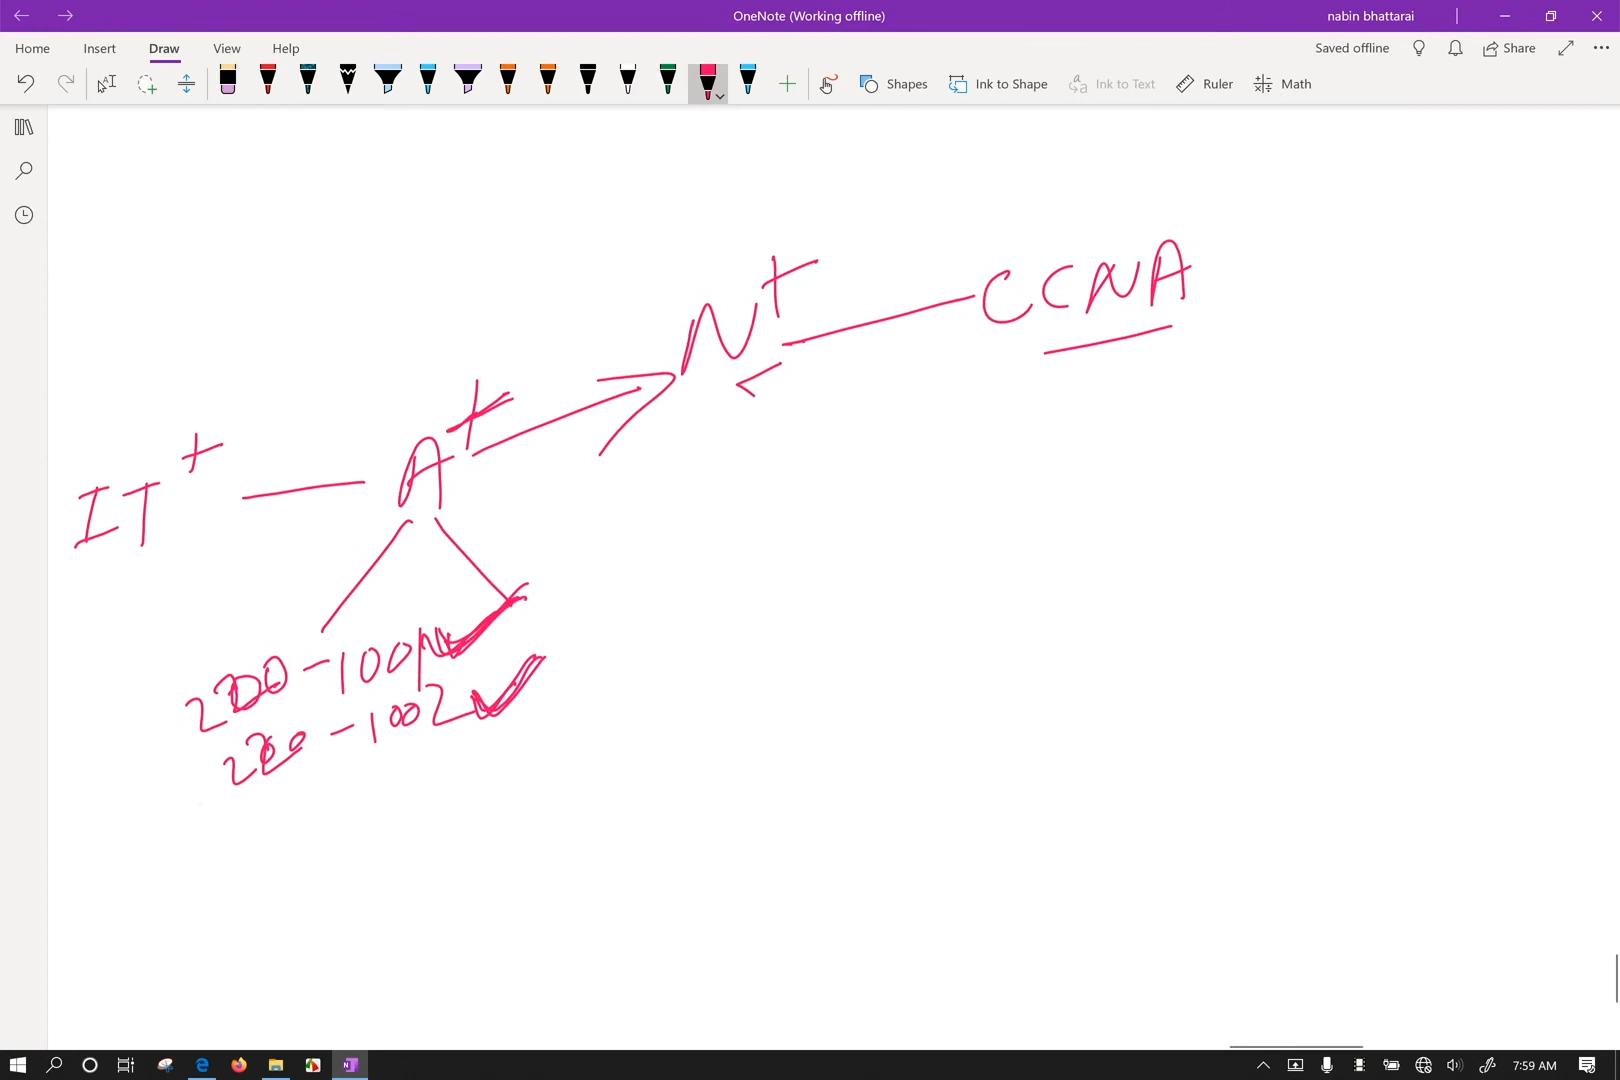 OneNote (Working offline)
nabin bhattarai
Home Insert Draw View Help
Saved offline
Share
Shapes
Ink to Shape
Ink to Text
Ruler
Math
CCNA
N+
A+
IT+
220-1001
220-1002
7:59 AM